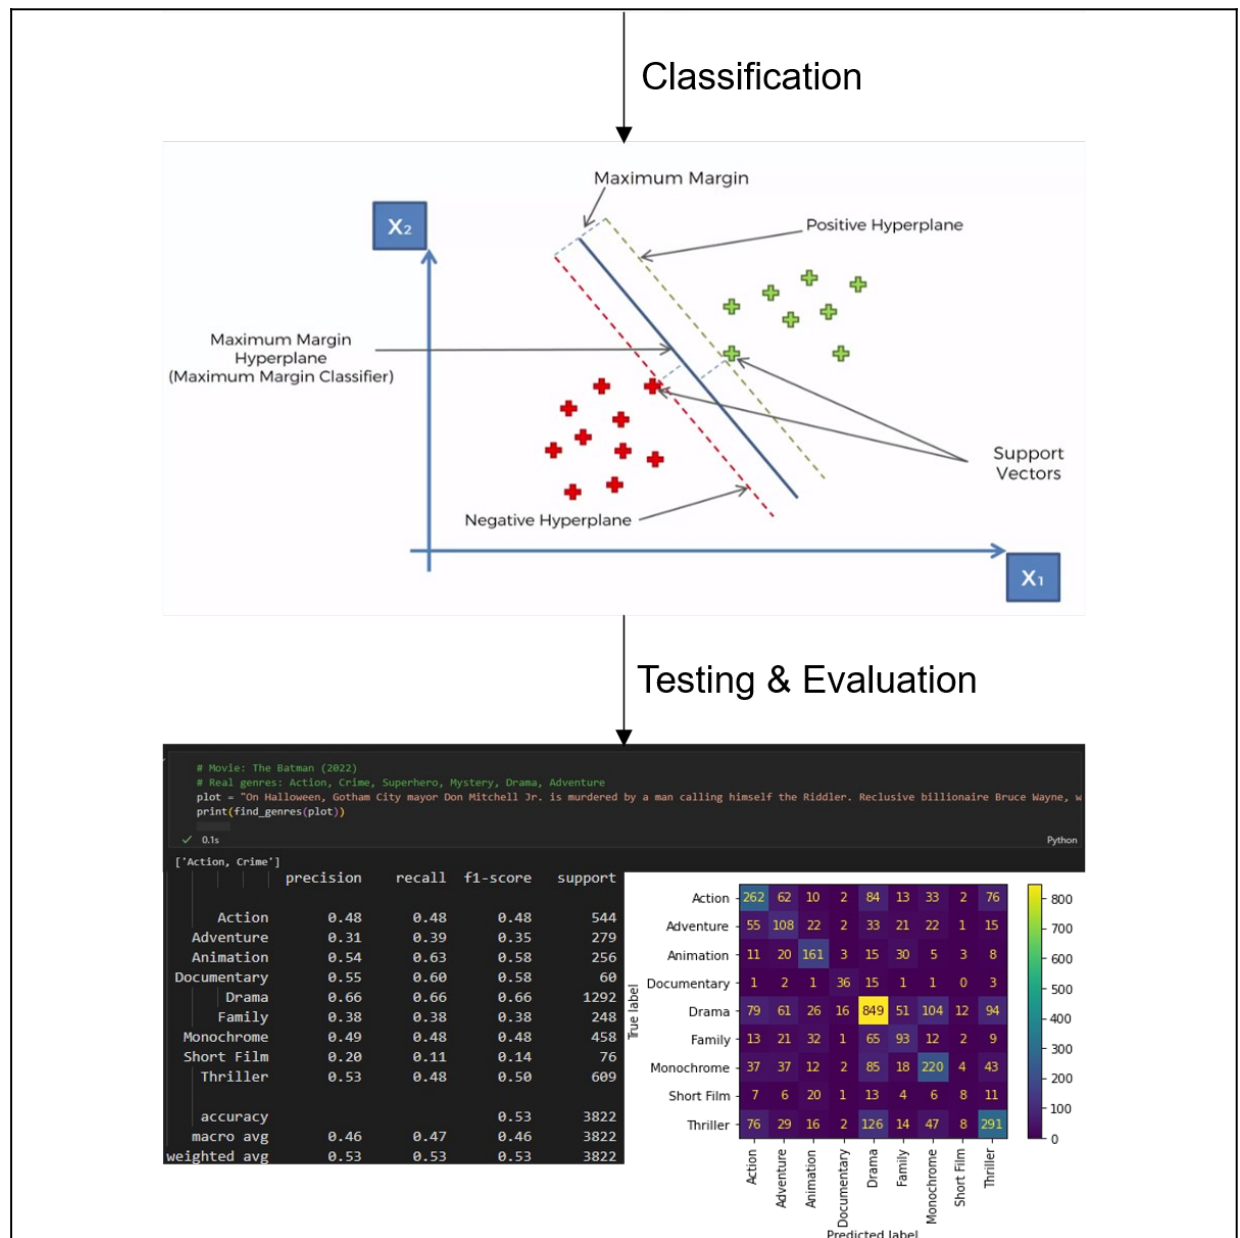 Classification
Maximum Margin
X₂
Positive Hyperplane
Maximum Margin
Hyperplane
(Maximum Margin Classifier)
Support
Vectors
Negative Hyperplane
X₁
Testing & Evaluation
# Movie: The Batman (2022)
# Real genres: Action, Crime, Superhero, Mystery, Drama, Adventure
plot = "On Halloween, Gotham City mayor Don Mitchell Jr. is murdered by a man calling himself the Riddler. Reclusive billionaire Bruce Wayne, w
print(find_genres(plot))
✓ 0.1s Python
['Action, Crime']
precision recall f1-score support
Action 0.48 0.48 0.48 544
Adventure 0.31 0.39 0.35 279
Animation 0.54 0.63 0.58 256
Documentary 0.55 0.60 0.58 60
Drama 0.66 0.66 0.66 1292
Family 0.38 0.38 0.38 248
Monochrome 0.49 0.48 0.48 458
Short Film 0.20 0.11 0.14 76
Thriller 0.53 0.48 0.50 609
accuracy 0.53 3822
macro avg 0.46 0.47 0.46 3822
weighted avg 0.53 0.53 0.53 3822
True label
Action 262 62 10 2 84 13 33 2 76
Adventure 55 108 22 2 33 21 22 1 15
Animation 11 20 161 3 15 30 5 3 8
Documentary 1 2 1 36 15 1 1 0 3
Drama 79 61 26 16 849 51 104 12 94
Family 13 21 32 1 65 93 12 2 9
Monochrome 37 37 12 2 85 18 220 4 43
Short Film 7 6 20 1 13 4 6 8 11
Thriller 76 29 16 2 126 14 47 8 291
Action Adventure Animation Documentary Drama Family Monochrome Short Film Thriller
Predicted label
800
700
600
500
400
300
200
100
0